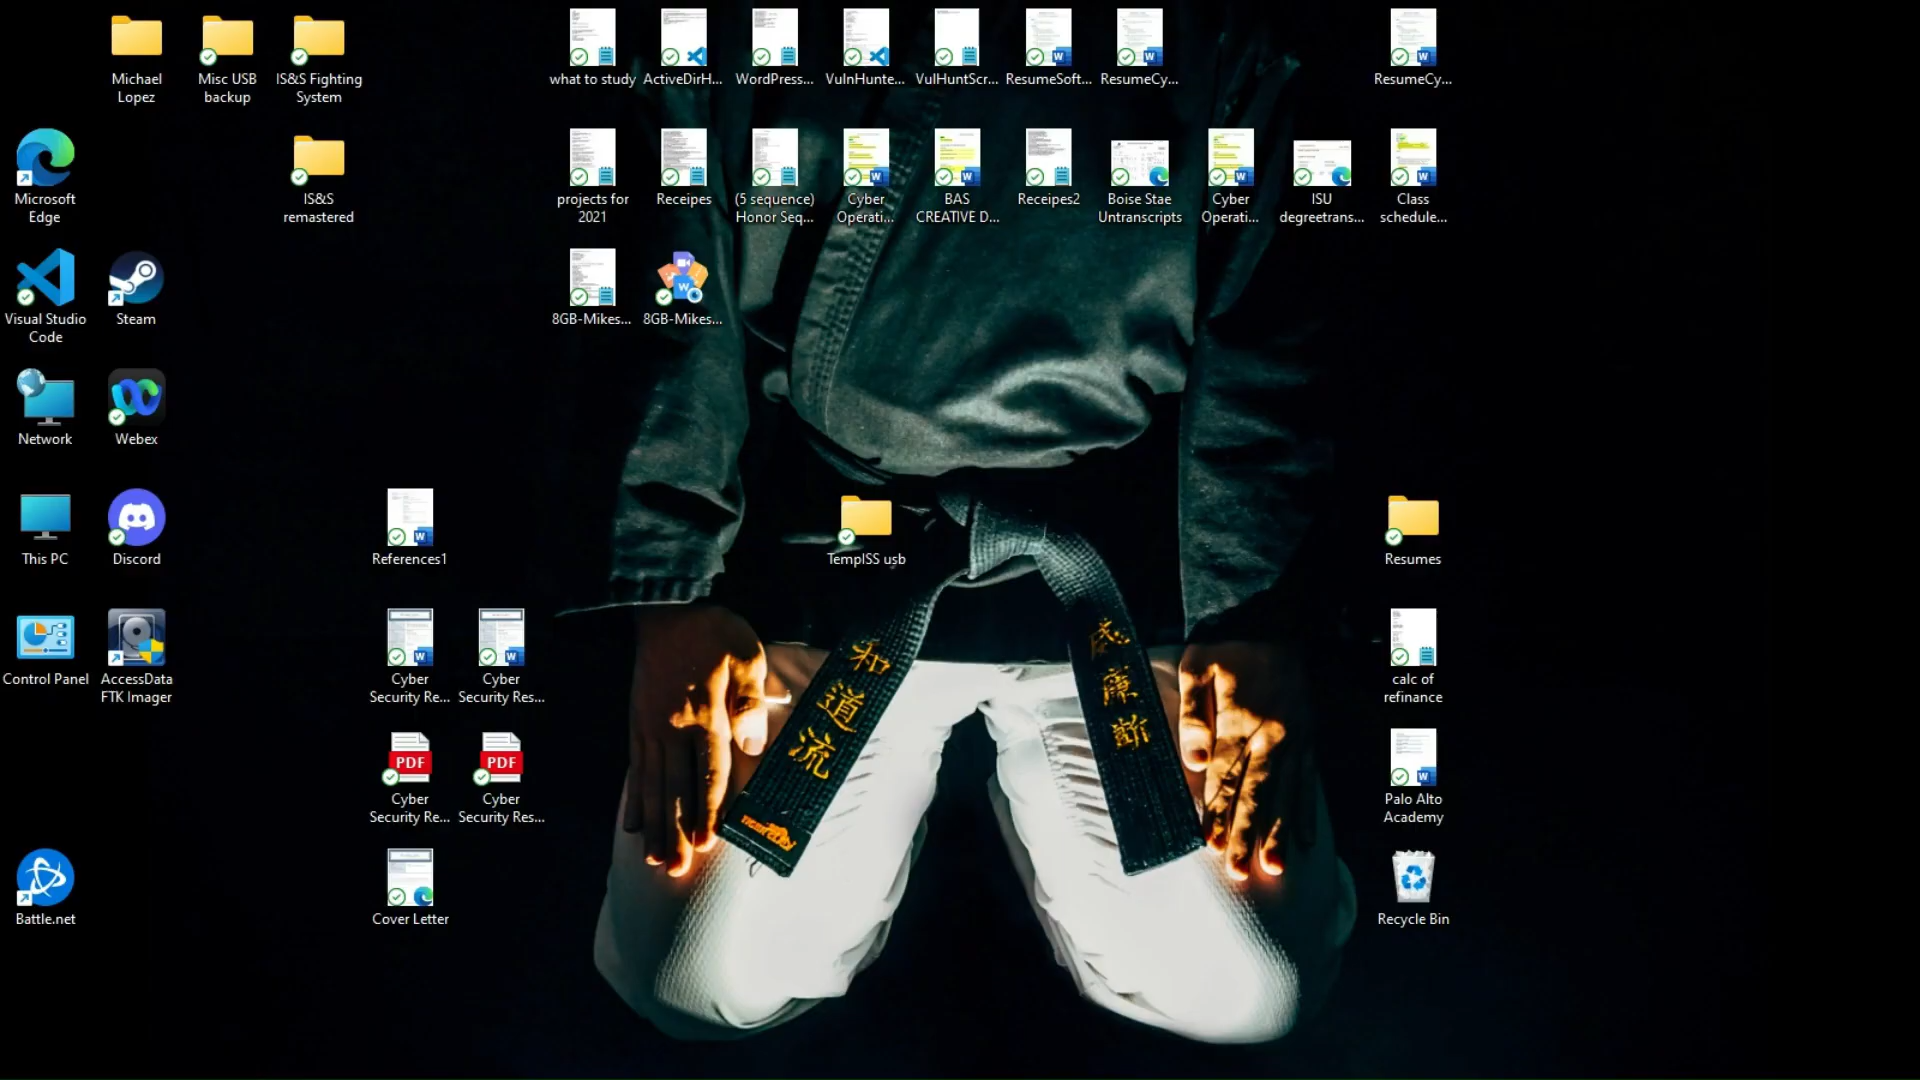 Michael
Lopez
Misc USB
backup
IS&S Fighting
System
what to study
ActiveDirH...
WordPress...
VulnHunte...
VulHuntScr...
ResumeSoft...
ResumeCy...
ResumeCy...
Microsoft
Edge
IS&S
remastered
projects for
2021
Receipes
(5 sequence)
Honor Seq...
Cyber
Operati...
BAS
CREATIVE D...
Receipes2
Boise Stae
Untranscripts
Cyber
Operati...
ISU
degreetrans...
Class
schedule...
Visual Studio
Code
Steam
8GB-Mikes...
8GB-Mikes...
Network
Webex
This PC
Discord
References1
TempISS usb
Resumes
Control Panel
AccessData
FTK Imager
Cyber
Security Re...
Cyber
Security Res...
calc of
refinance
PDF
Cyber
Security Re...
PDF
Cyber
Security Res...
Palo Alto
Academy
Battle.net
Cover Letter
Recycle Bin
和道流